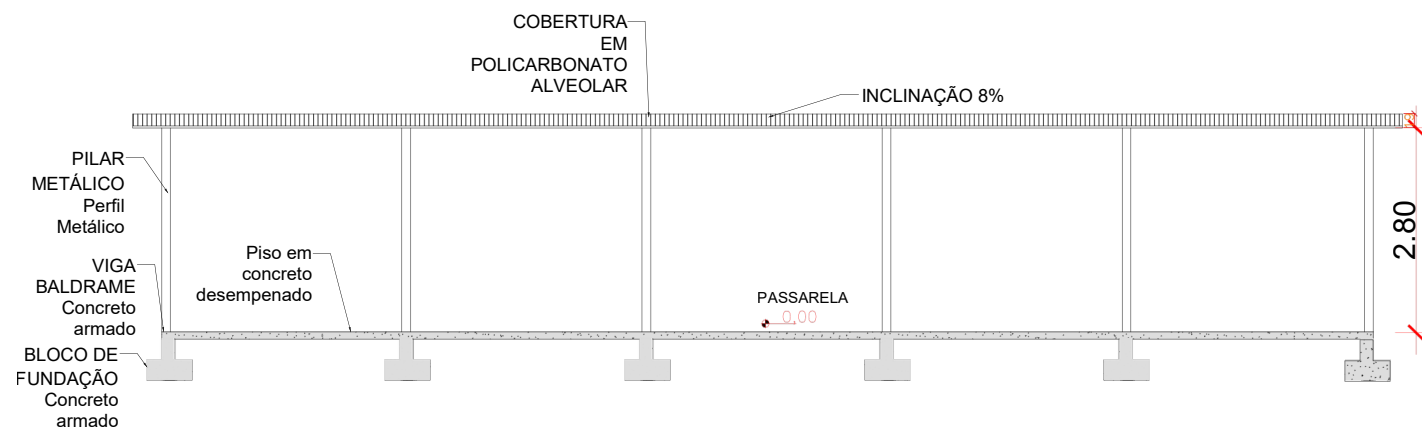 COBERTURA
EM
POLICARBONATO
ALVEOLAR
INCLINAÇÃO 8%
PILAR
METÁLICO
Perfil
Metálico
2.80
Piso em
concreto
desempenado
VIGA
BALDRAME
Concreto
armado
PASSARELA
0,00
BLOCO DE
FUNDAÇÃO
Concreto
armado